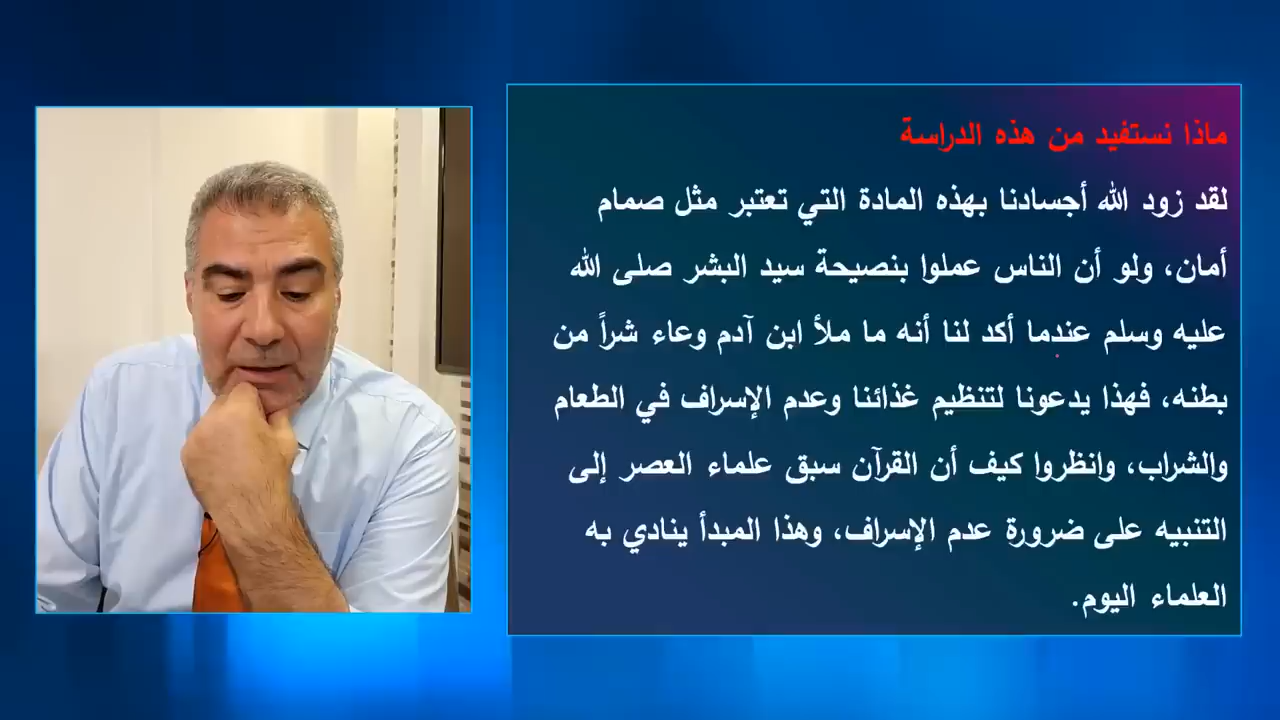 ماذا نستفيد من هذه الدراسة
لقد زود الله أجسادنا بهذه المادة التي تعتبر مثل صمام
أمان، ولو أن الناس عملوا بنصيحة سيد البشر صلى الله
عليه وسلم عندما أكد لنا أنه ما ملأ ابن آدم وعاء شراً من
بطنه، فهذا يدعونا لتنظيم غذائنا وعدم الإسراف في الطعام
والشراب، وانظروا كيف أن القرآن سبق علماء العصر إلى
التنبيه على ضرورة عدم الإسراف، وهذا المبدأ ينادي به
العلماء اليوم.